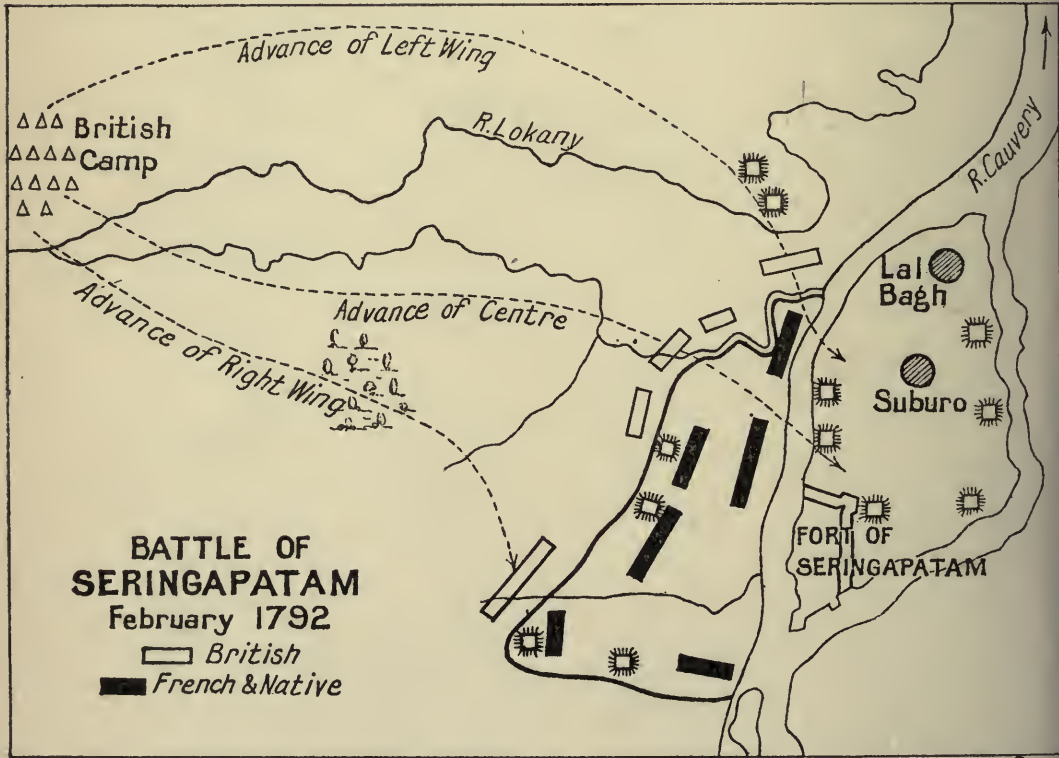 Advance of Left Wing
British
Camp
R. Lokany
R. Cauvery
Lal
Bagh
Advance of Centre
Advance of Right Wing
Suburo
FORT OF
SERINGAPATAM
BATTLE OF
SERINGAPATAM
February 1792
British
French & Native